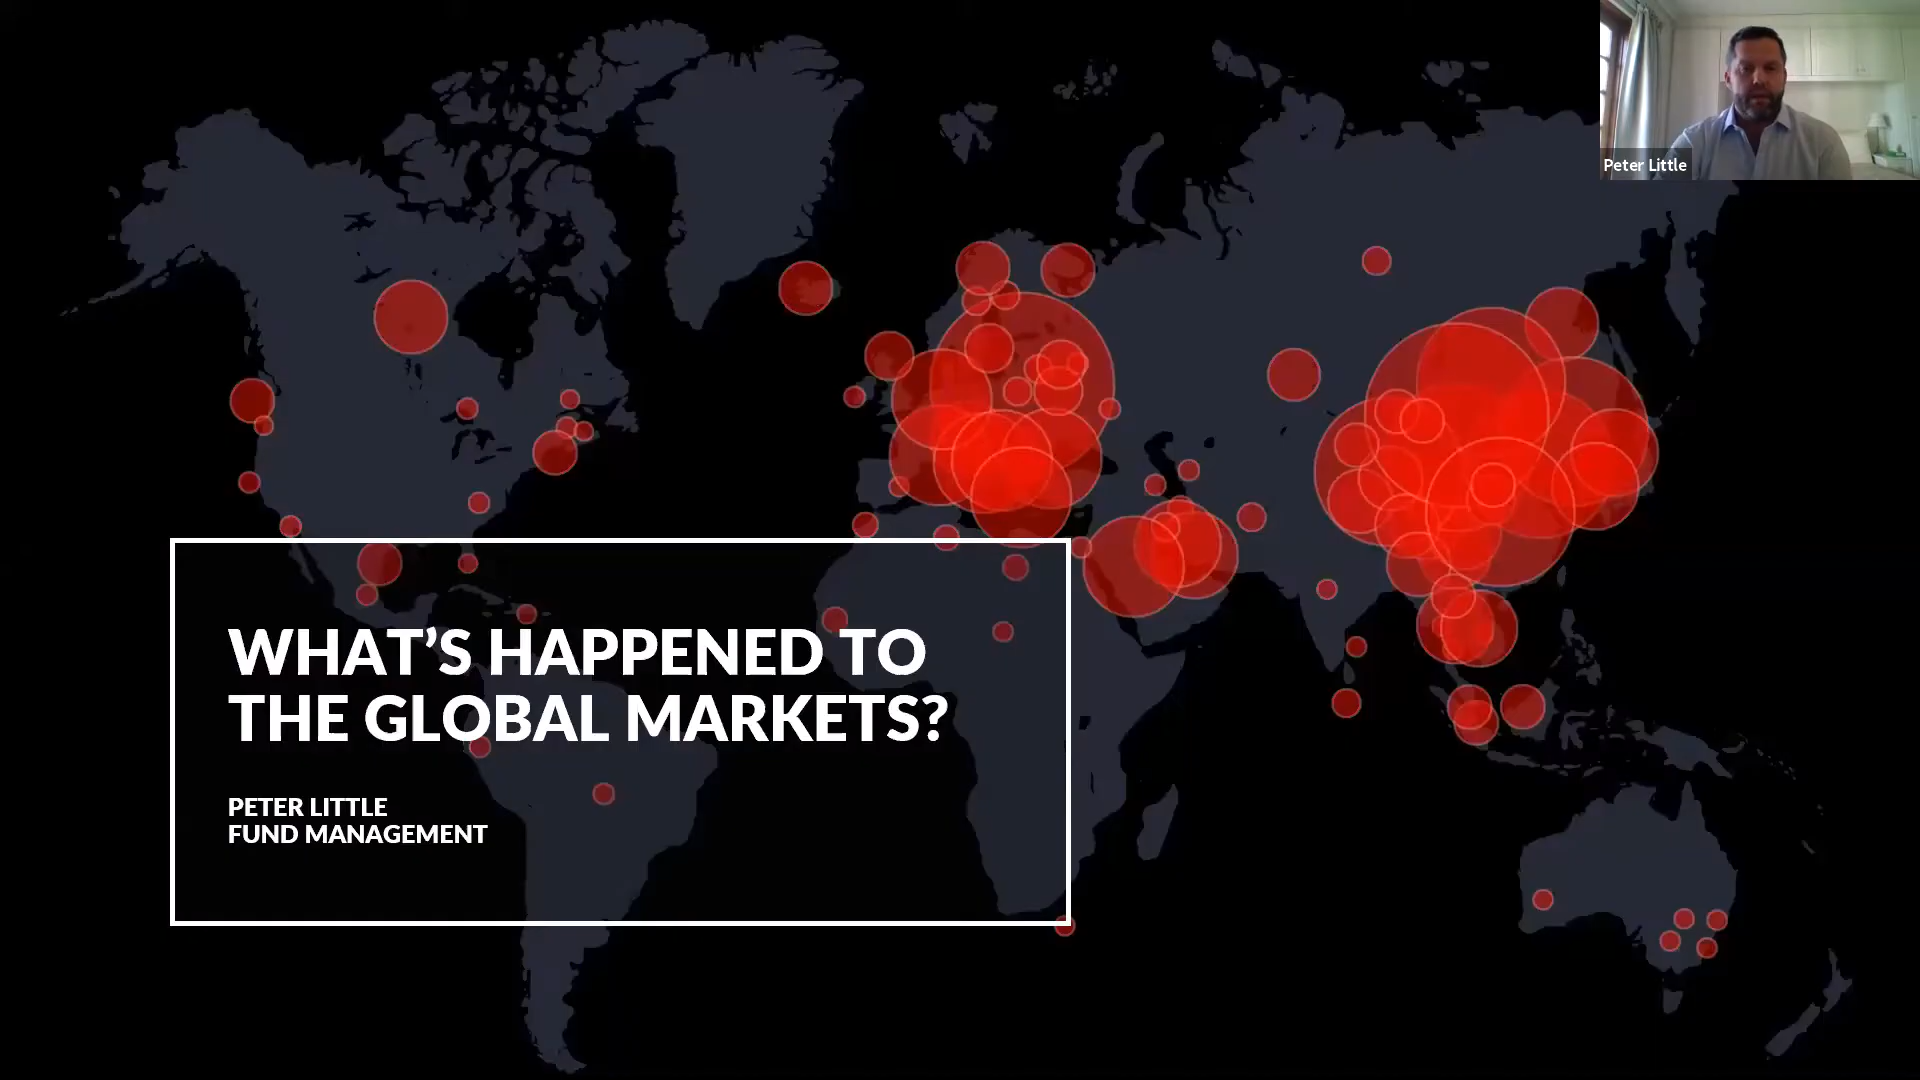 Peter Little
WHAT’S HAPPENED TO
THE GLOBAL MARKETS?
PETER LITTLE
FUND MANAGEMENT